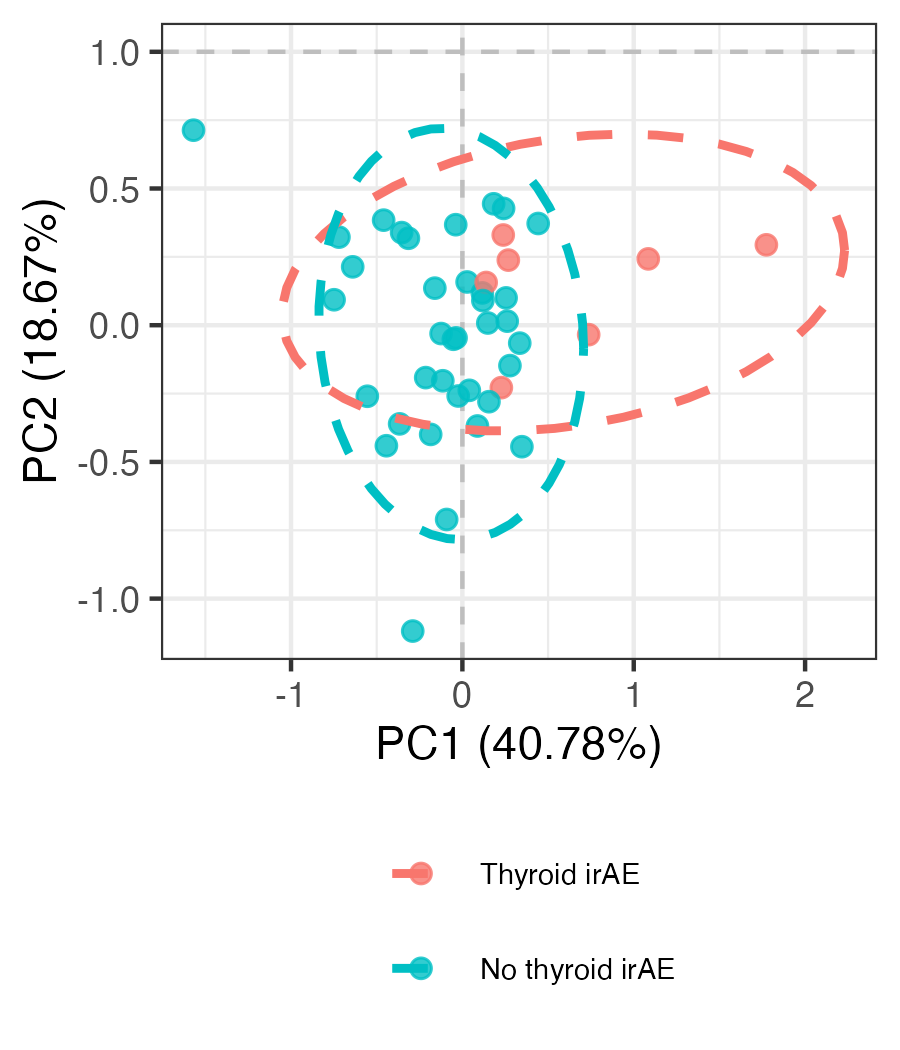 1.0
0.5
0.0
-0.5
-1.0
PC2 (18.67%)
-1 0 1 2
PC1 (40.78%)
Thyroid irAE
No thyroid irAE